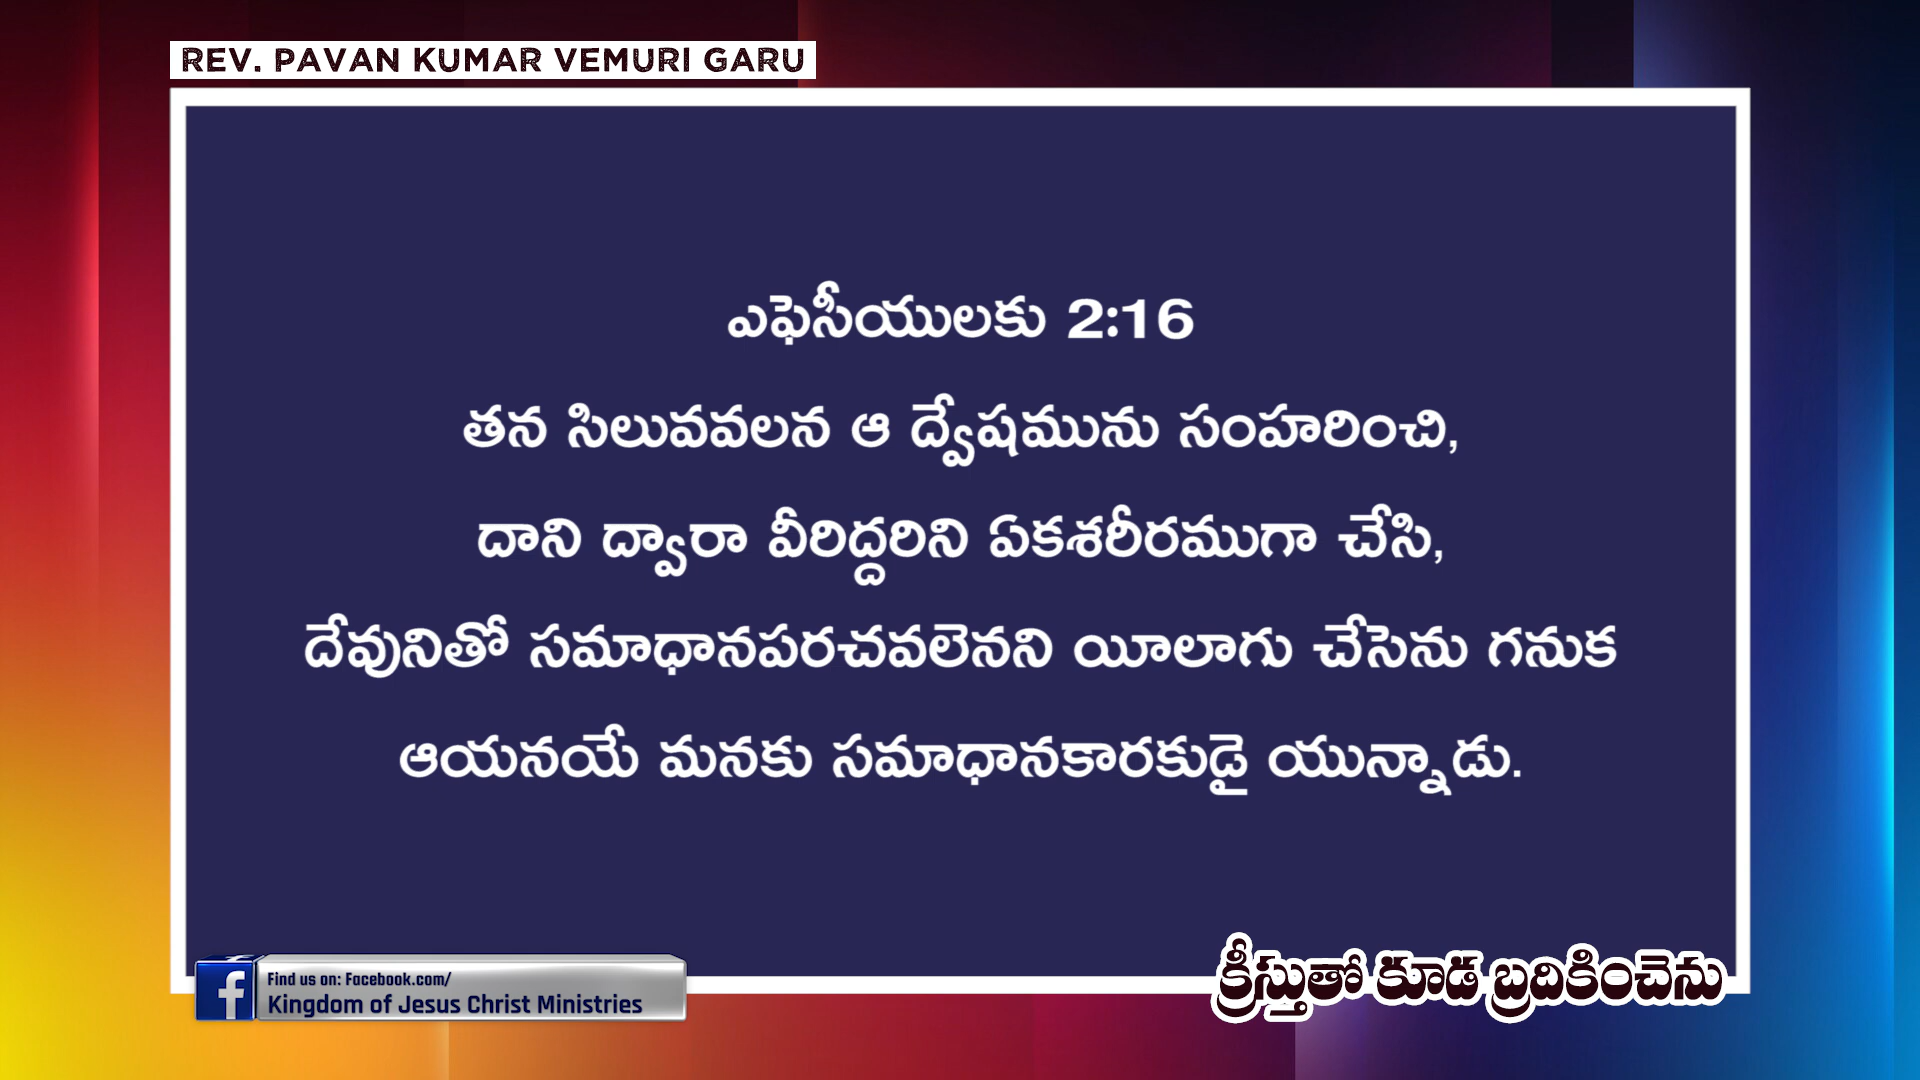 REV. PAVAN KUMAR VEMURI GARU
ఎఫెసీయులకు 2:16
తన సిలువవలన ఆ ద్వేషమును సంహరించి,
దాని ద్వారా వీరిద్దరిని ఏకశరీరముగా చేసి,
దేవునితో సమాధానపరచవలెనని యీలాగు చేసెను గనుక
ఆయనయే మనకు సమాధానకారకుడై యున్నాడు.
Find us on: Facebook.com/
Kingdom of Jesus Christ Ministries
క్రీస్తుతో కూడ బ్రదికించెను